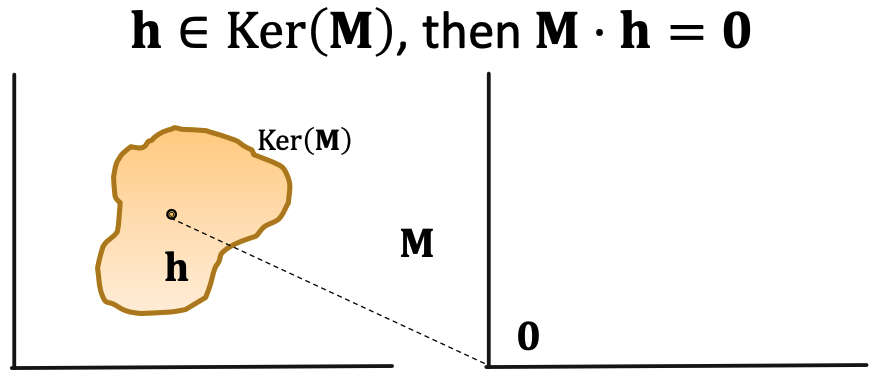 h ∈ Ker(M), then M · h = 0
Ker(M)
M
h
0